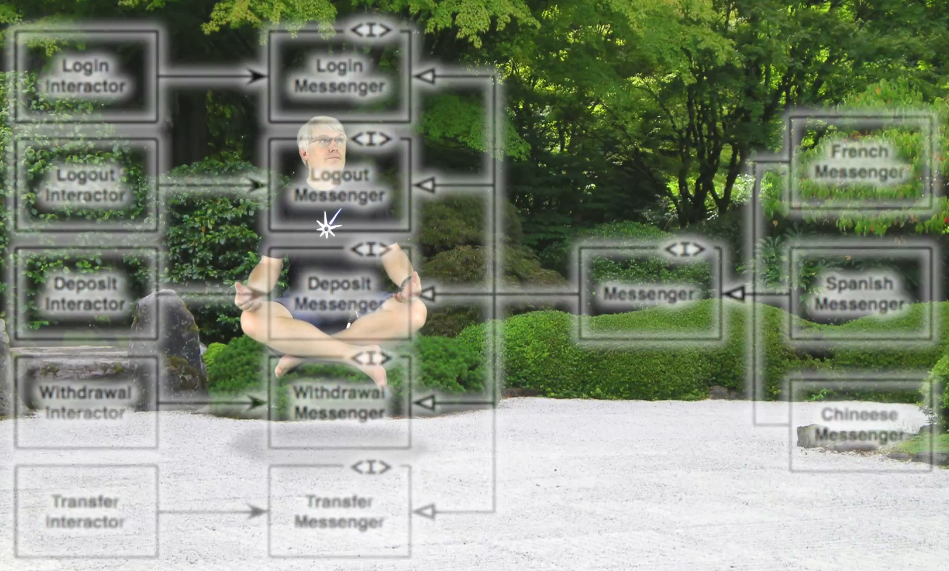 <I>
Login
Interactor
Login
Messenger
<I>
Logout
Interactor
Logout
Messenger
<I>
Deposit
Interactor
Deposit
Messenger
<I>
Withdrawal
Interactor
Withdrawal
Messenger
<I>
Transfer
Interactor
Transfer
Messenger
<I>
Messenger
French
Messenger
Spanish
Messenger
Chineese
Messenger